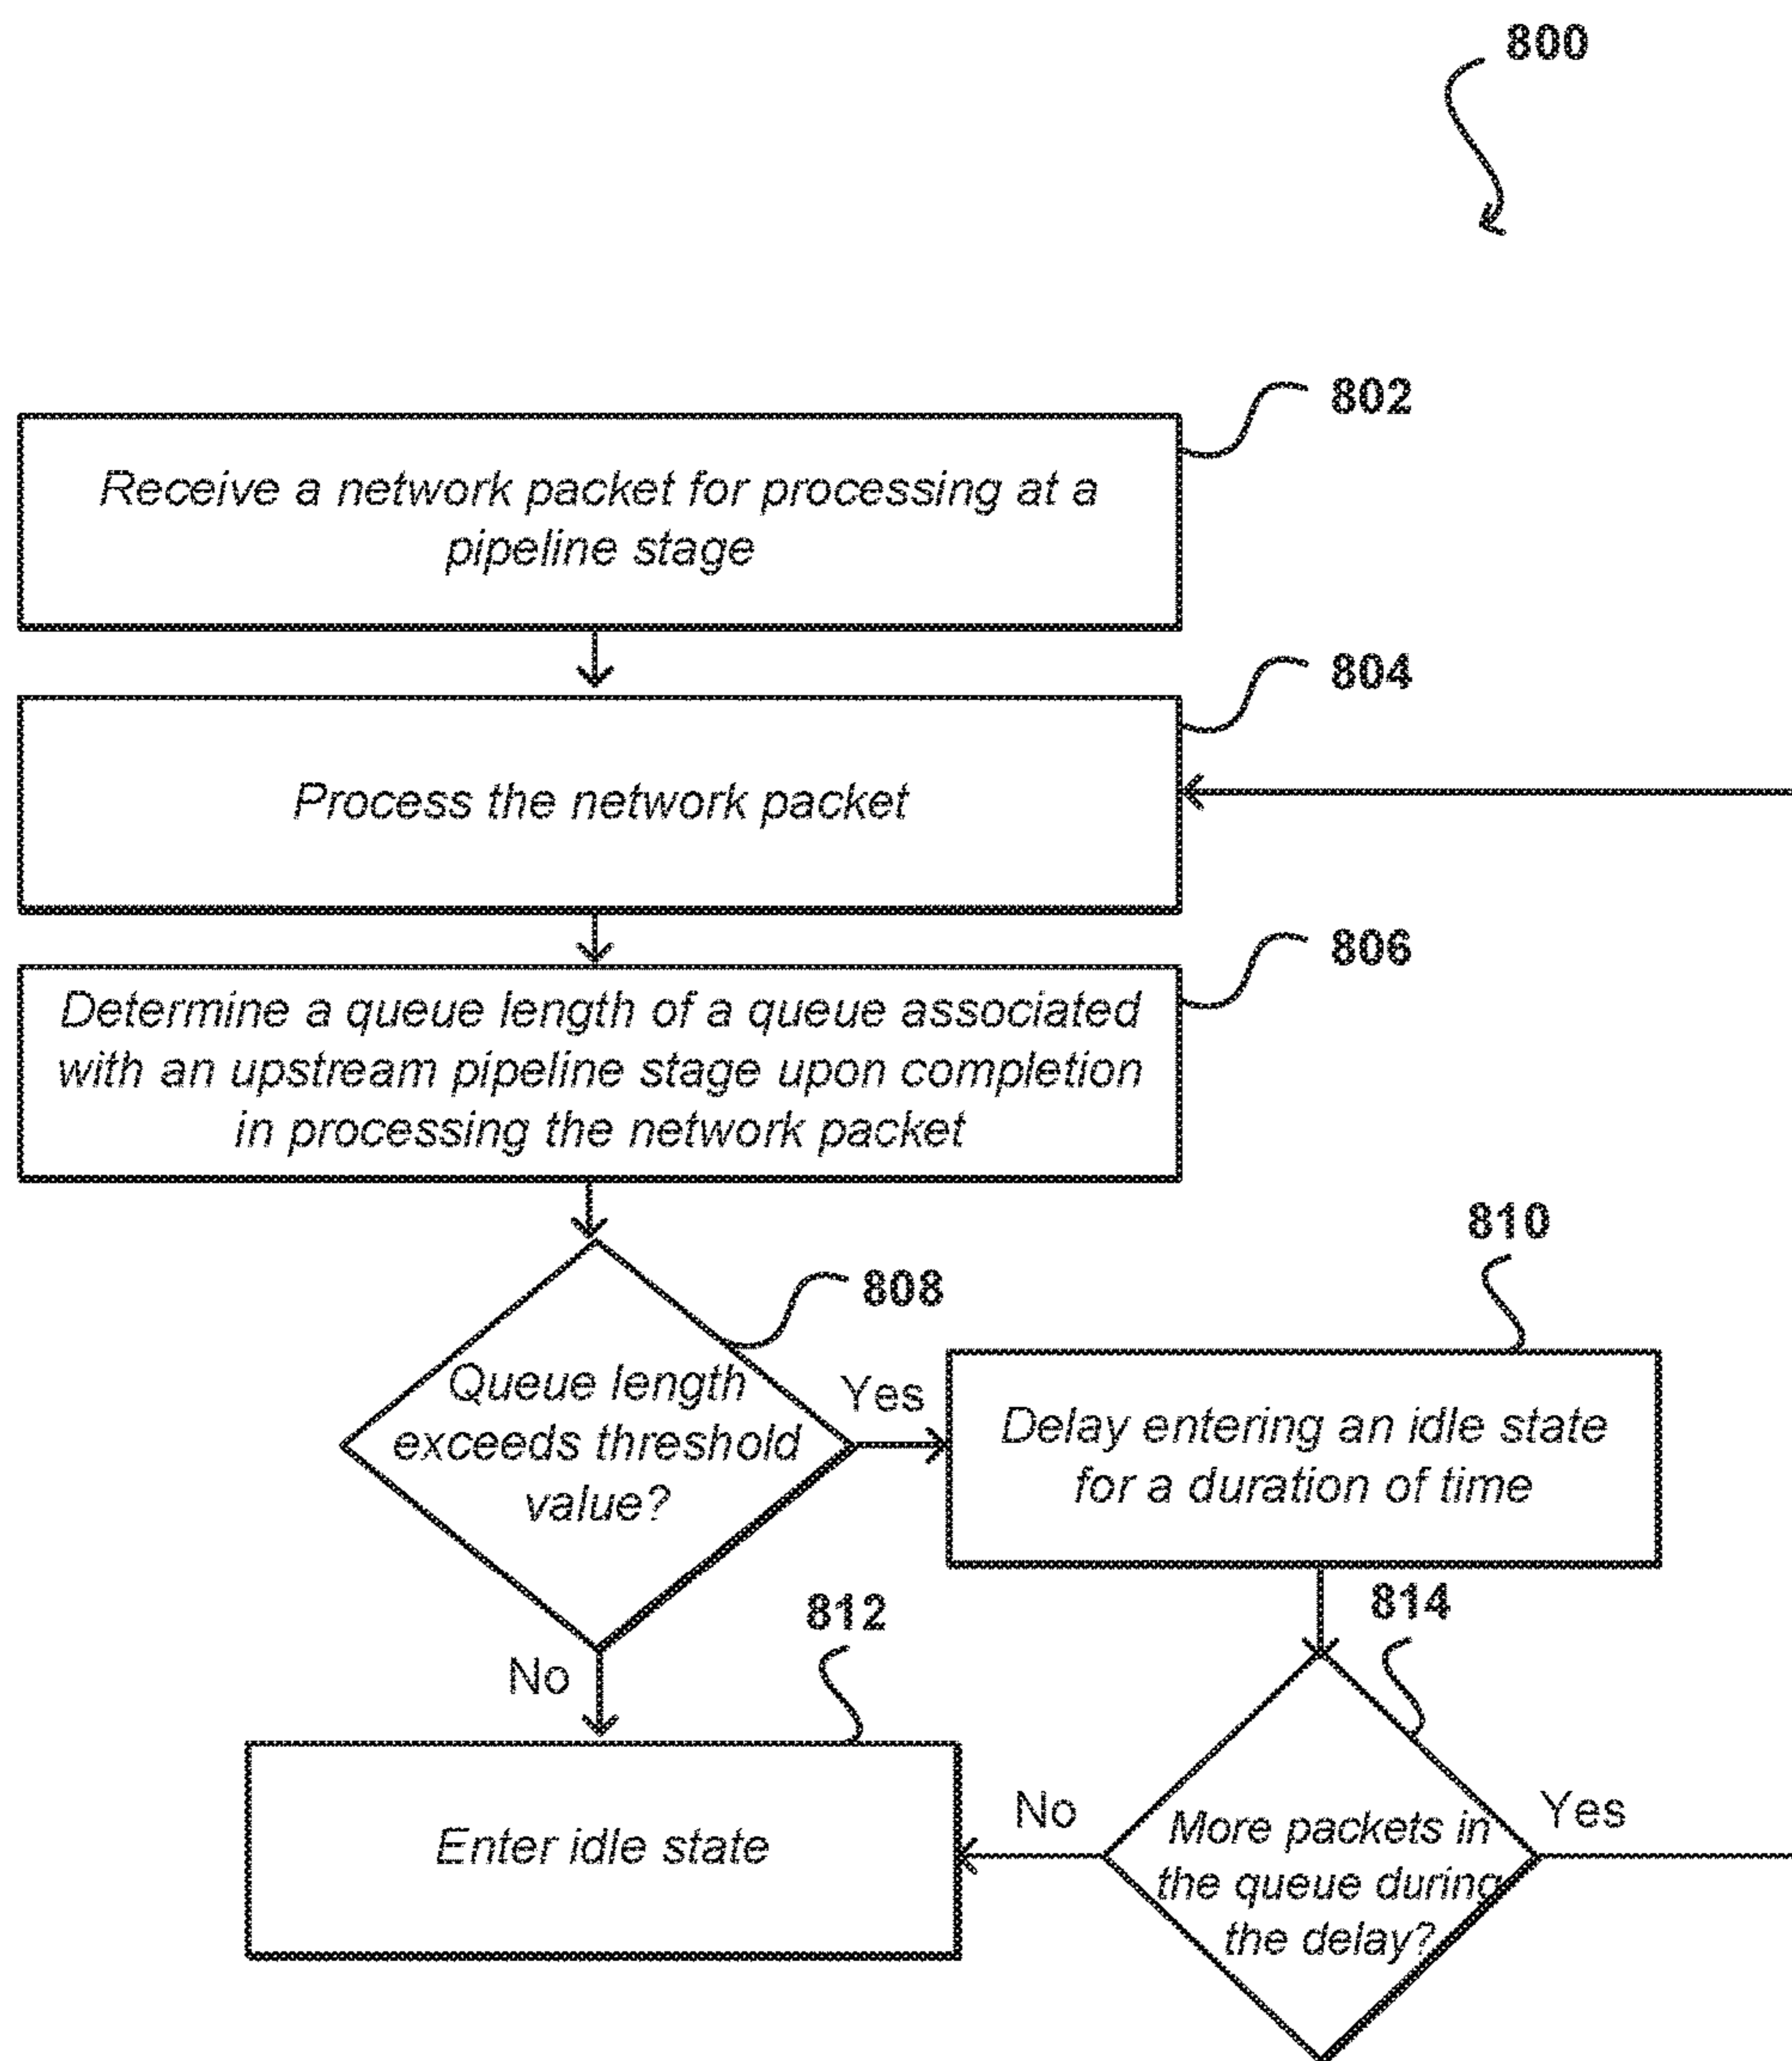 800
802
Receive a network packet for processing at a
pipeline stage
804
Process the network packet
806
Determine a queue length of a queue associated
with an upstream pipeline stage upon completion
in processing the network packet
808
Queue length
exceeds threshold
value?
Yes
810
Delay entering an idle state
for a duration of time
No
812
Enter idle state
814
More packets in
the queue during
the delay?
No
Yes